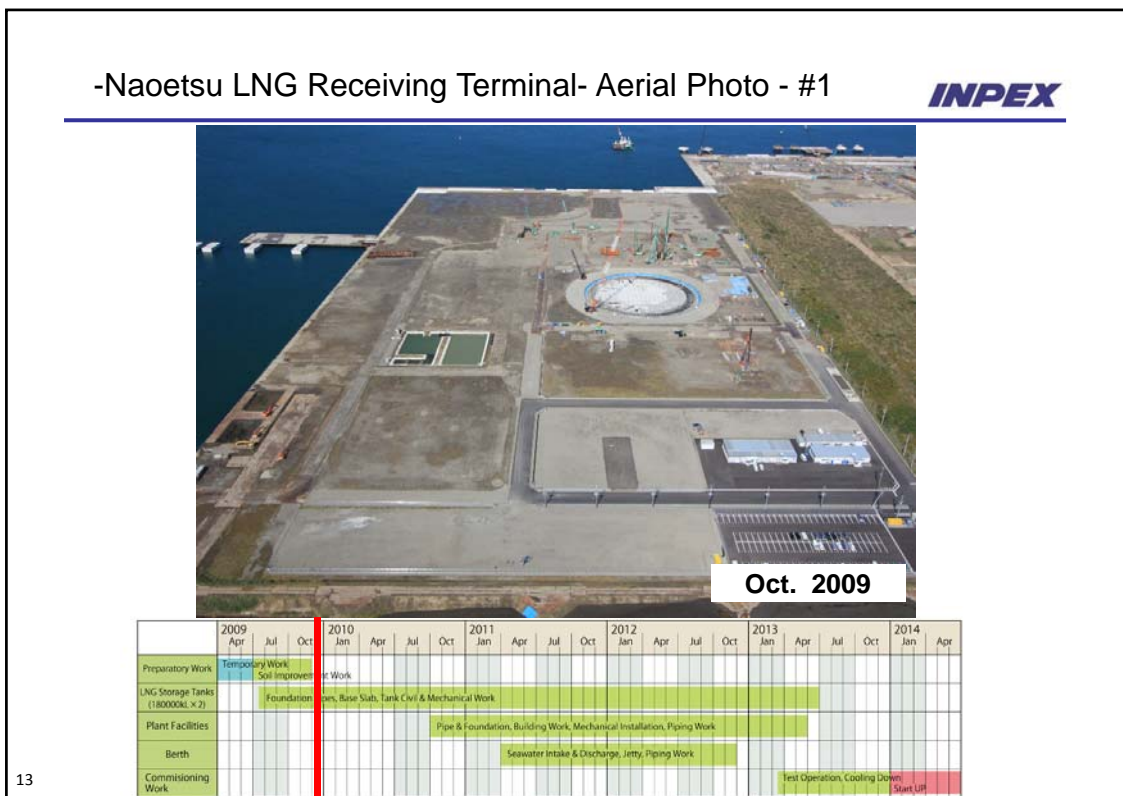 -Naoetsu LNG Receiving Terminal- Aerial Photo - #1
INPEX
Oct. 2009
2009 2010 2011 2012 2013 2014
Apr Jul Oct Jan Apr Jul Oct Jan Apr Jul Oct Jan Apr Jul Oct Jan Apr Jul Oct Jan Apr
Preparatory Work
Temporary Work
Soil Improvement Work
LNG Storage Tanks
(180000kL × 2)
Foundation Base Slab, Tank Civil & Mechanical Work
Plant Facilities
Pipe & Foundation, Building Work, Mechanical Installation, Piping Work
Berth
Seawater Intake & Discharge, Jetty, Piping Work
Commisioning
Work
Test Operation, Cooling Down
Start UP
13